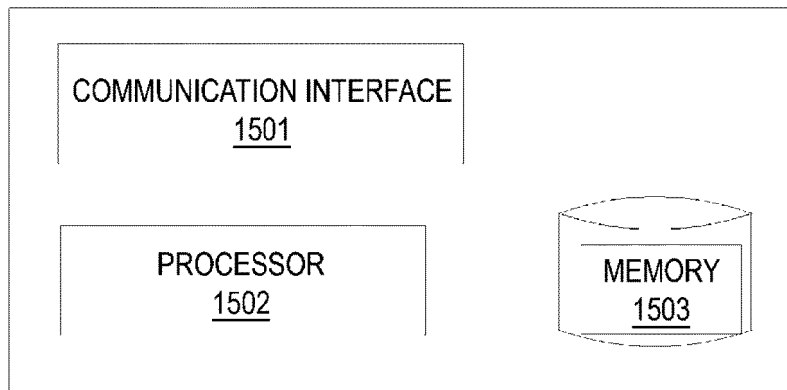 COMMUNICATION INTERFACE
1501
PROCESSOR
1502
MEMORY
1503